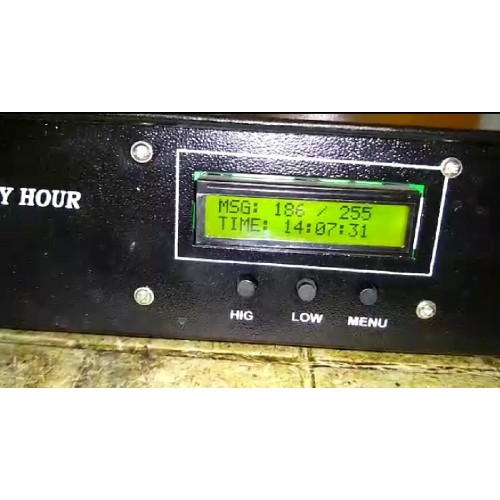 Y HOUR
MSG: 186 / 255
TIME: 14:07:31
HIG LOW MENU